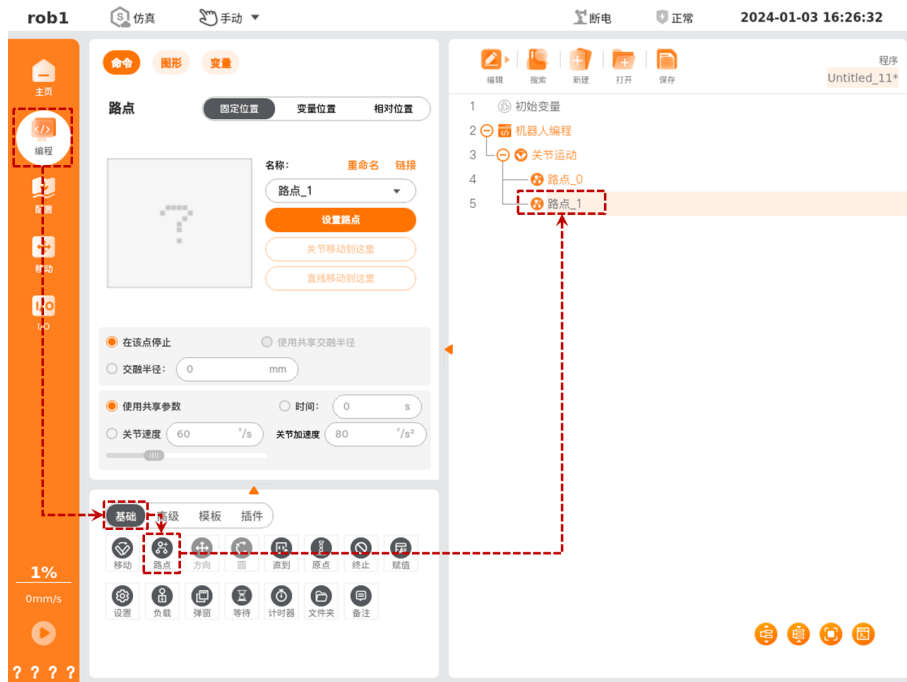 rob1
仿真
手动
断电
正常
2024-01-03 16:26:32
主页
编程
配置
移动
I/O
I/O
1%
0mm/s
? ? ? ?
命令
图形
变量
路点
固定位置
变量位置
相对位置
?
名称：
重命名
链接
路点_1
设置路点
关节移动到这里
直线移动到这里
在该点停止
使用共享交融半径
交融半径：
0 mm
使用共享参数
时间：
0 s
关节速度
60 °/s
关节加速度
80 °/s²
基础
高级
模板
插件
移动
路点
方向
圆
直到
原点
终止
赋值
设置
负载
弹窗
等待
计时器
文件夹
备注
编辑
搜索
新建
打开
保存
程序
Untitled_11*
1 初始变量
2 机器人编程
3 关节运动
4 路点_0
5 路点_1